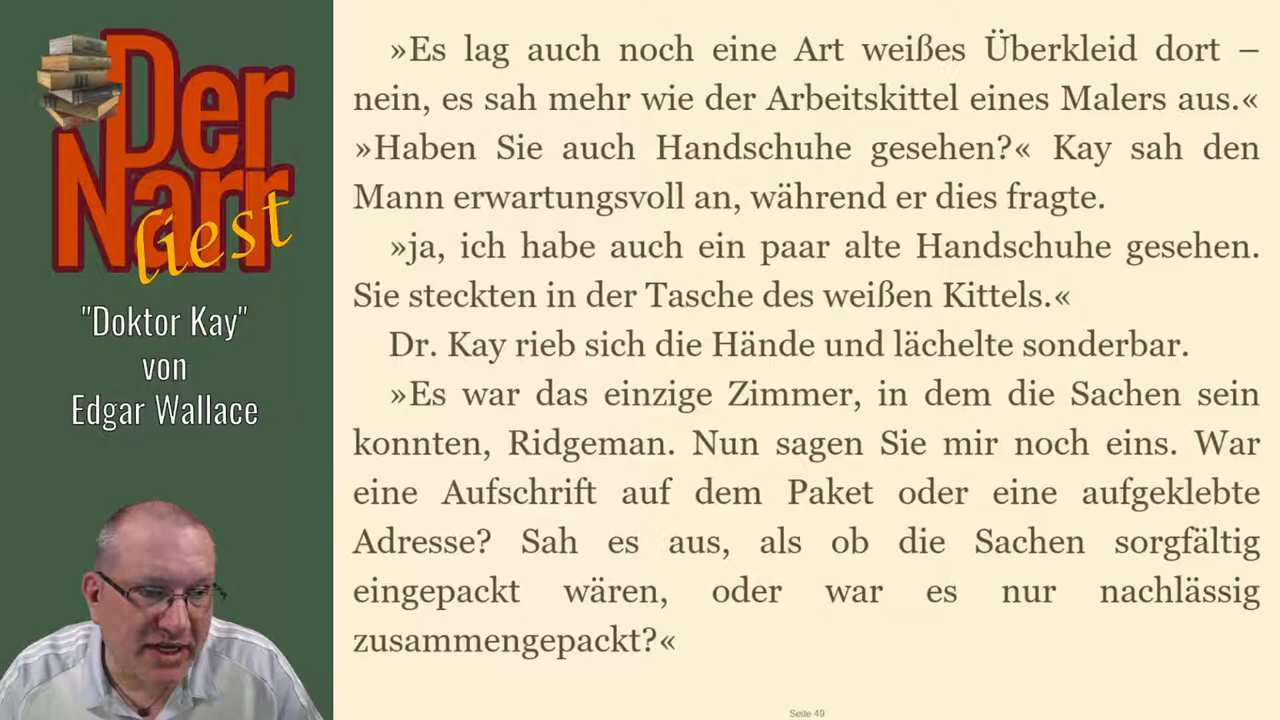 Der
Narr
liest
"Doktor Kay"
von
Edgar Wallace
»Es lag auch noch eine Art weißes Überkleid dort –
nein, es sah mehr wie der Arbeitskittel eines Malers aus.«
»Haben Sie auch Handschuhe gesehen?« Kay sah den
Mann erwartungsvoll an, während er dies fragte.
»ja, ich habe auch ein paar alte Handschuhe gesehen.
Sie steckten in der Tasche des weißen Kittels.«
Dr. Kay rieb sich die Hände und lächelte sonderbar.
»Es war das einzige Zimmer, in dem die Sachen sein
konnten, Ridgeman. Nun sagen Sie mir noch eins. War
eine Aufschrift auf dem Paket oder eine aufgeklebte
Adresse? Sah es aus, als ob die Sachen sorgfältig
eingepackt wären, oder war es nur nachlässig
zusammengepackt?«
Seite 49